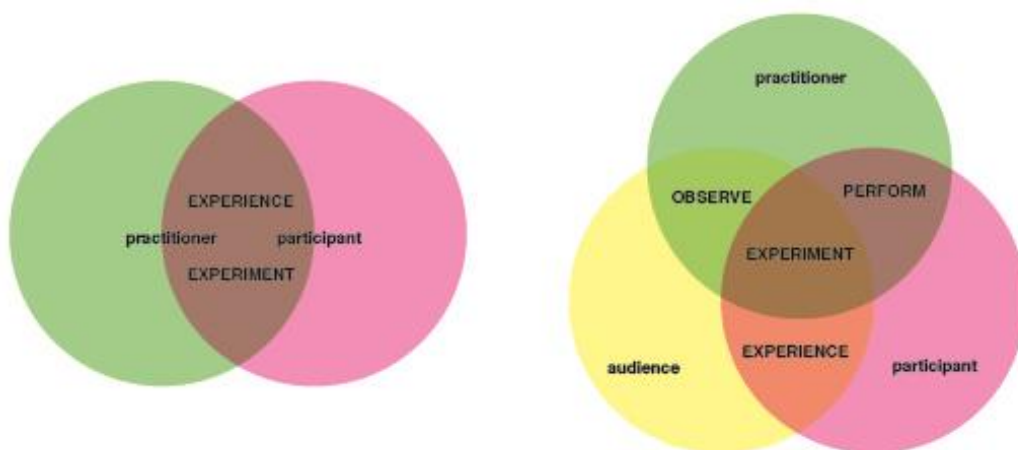 EXPERIENCE
practitioner participant
EXPERIMENT
practitioner
OBSERVE PERFORM
EXPERIMENT
EXPERIENCE
audience participant